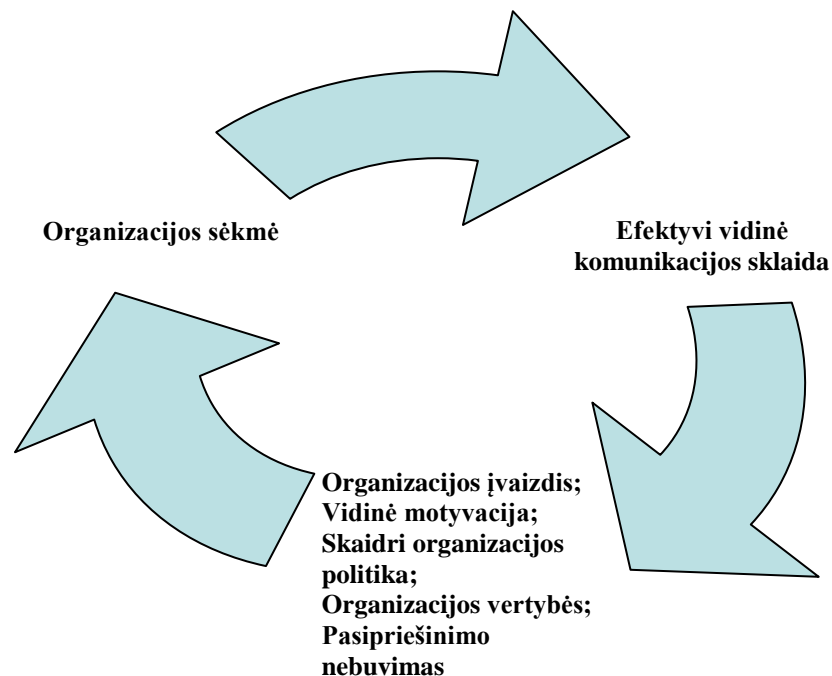 Organizacijos sėkmė
Efektyvi vidinė
komunikacijos sklaida
Organizacijos įvaizdis;
Vidinė motyvacija;
Skaidri organizacijos
politika;
Organizacijos vertybės;
Pasipriešinimo
nebuvimas